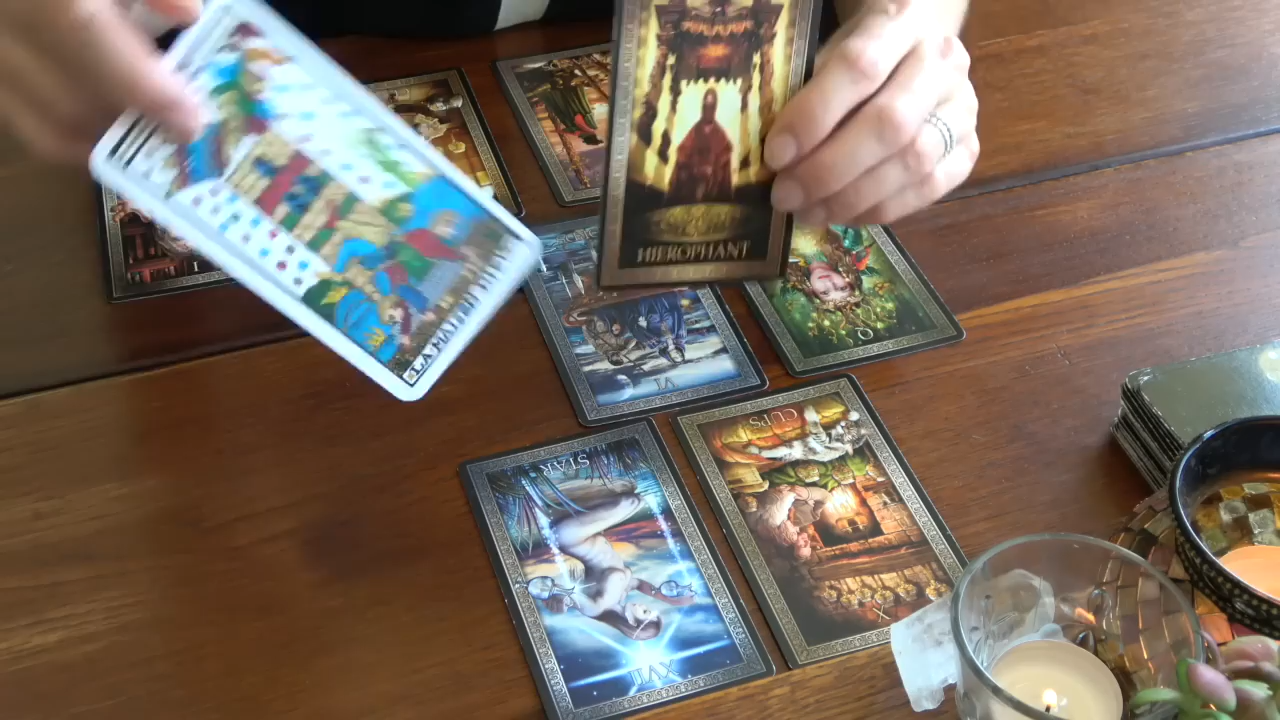 HIEROPHANT
LA MAISON DIEU
I
Q
VI
CUPS
STAR
X
XVII